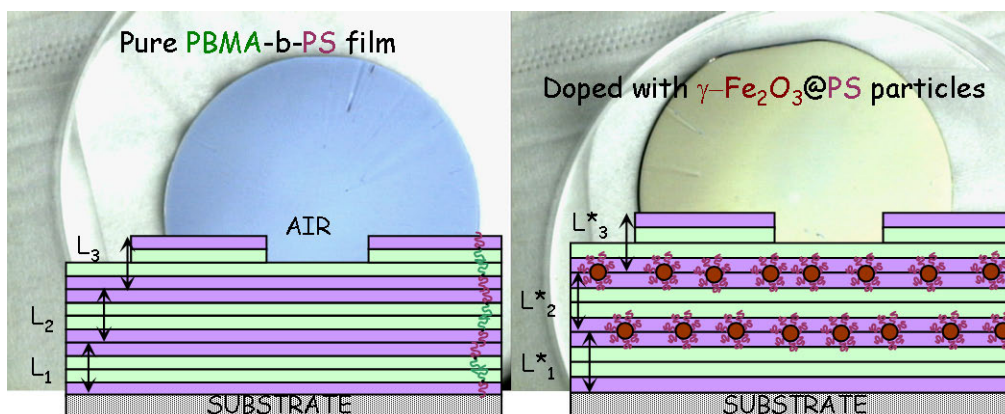 Pure PBMA-b-PS film
AIR
L₃
L₂
L₁
SUBSTRATE
Doped with γ-Fe₂O₃@PS particles
L*₃
L*₂
L*₁
SUBSTRATE